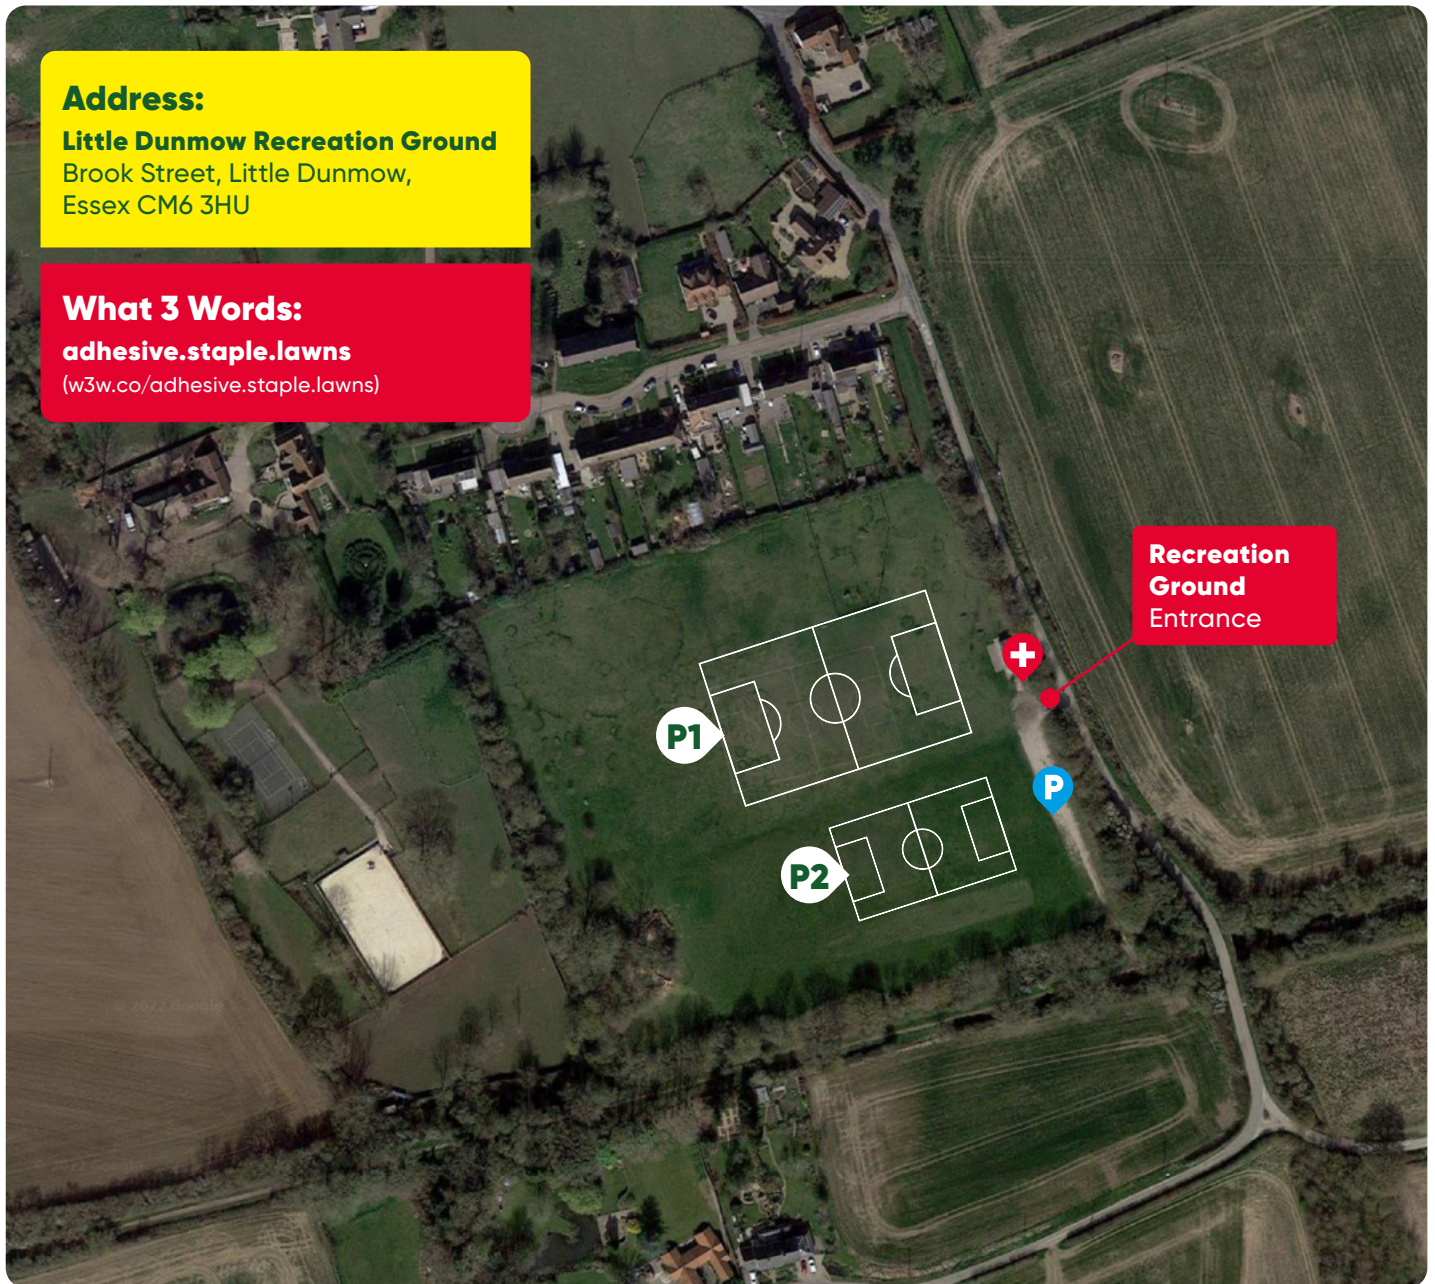 Address:
Little Dunmow Recreation Ground
Brook Street, Little Dunmow,
Essex CM6 3HU
What 3 Words:
adhesive.staple.lawns
(w3w.co/adhesive.staple.lawns)
Recreation
Ground
Entrance
P1
P
P2